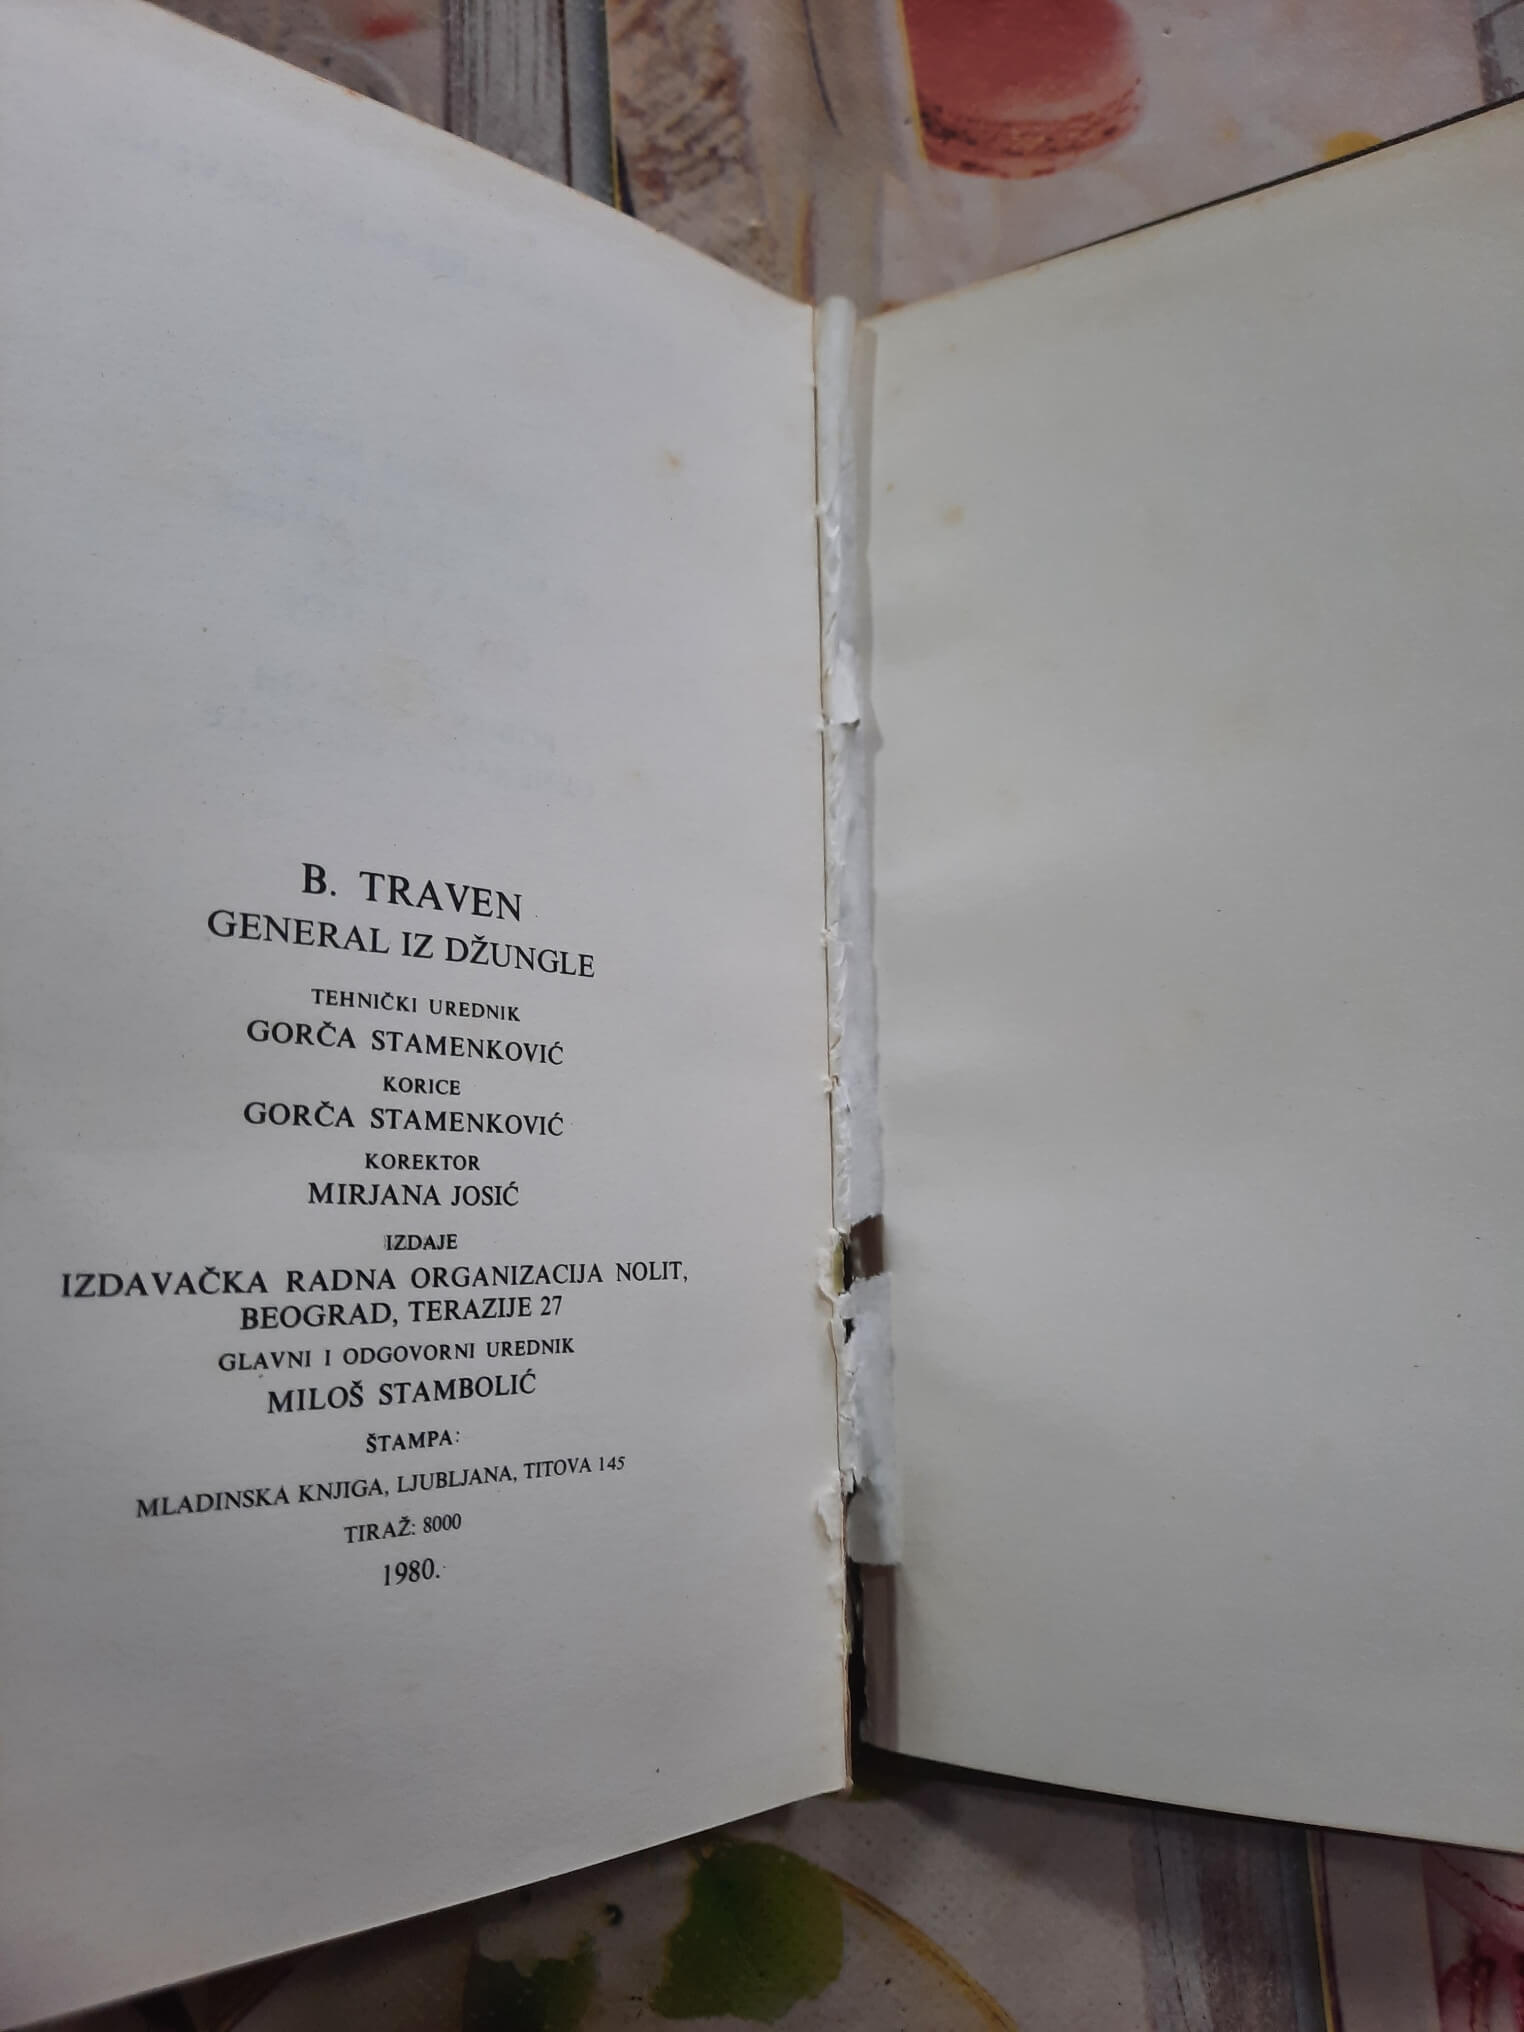 B. TRAVEN
GENERAL IZ DŽUNGLE
TEHNIČKI UREDNIK
GORČA STAMENKOVIĆ
KORICE
GORČA STAMENKOVIĆ
KOREKTOR
MIRJANA JOSIĆ
IZDAJE
IZDAVAČKA RADNA ORGANIZACIJA NOLIT,
BEOGRAD, TERAZIJE 27
GLAVNI I ODGOVORNI UREDNIK
MILOŠ STAMBOLIĆ
ŠTAMPA:
MLADINSKA KNJIGA, LJUBLJANA, TITOVA 145
TIRAŽ: 8000
1980.